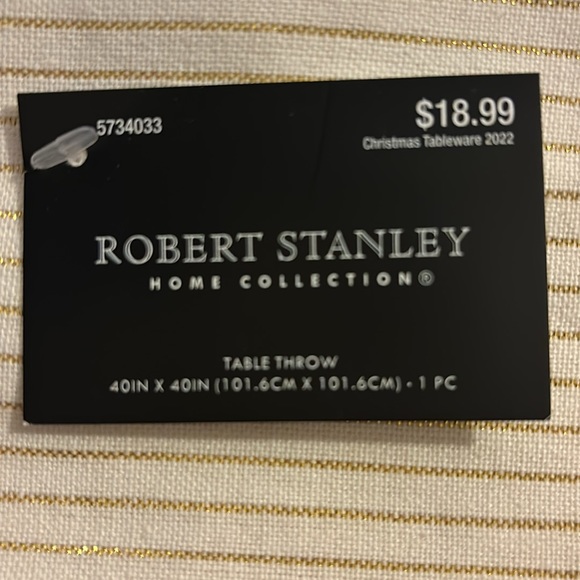 5734033
$18.99
Christmas Tableware 2022
ROBERT STANLEY
HOME COLLECTION®
TABLE THROW
40IN X 40IN (101.6CM X 101.6CM) - 1 PC